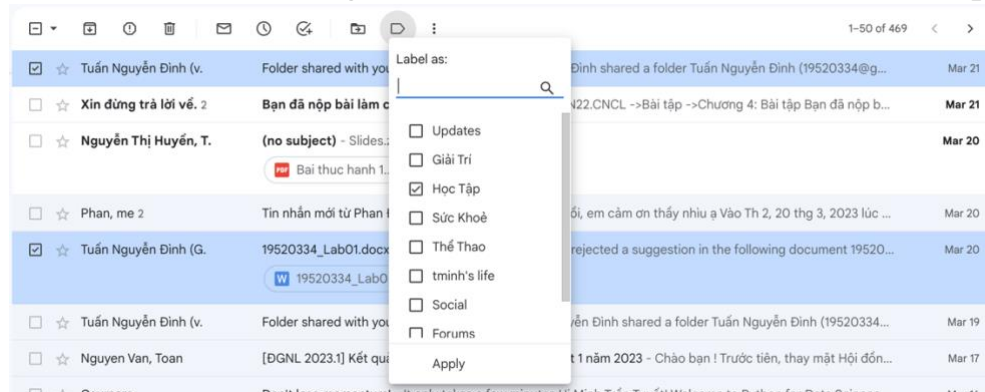 1–50 of 469
Label as:
Tuấn Nguyễn Đình (v. Folder shared with you Đình shared a folder Tuấn Nguyễn Đình (19520334@g... Mar 21
Xin đừng trả lời về. 2 Bạn đã nộp bài làm c N22.CNCL ->Bài tập ->Chương 4: Bài tập Bạn đã nộp b... Mar 21
Updates
Nguyễn Thị Huyền, T. (no subject) - Slides. Mar 20
Giải Trí
PDF Bai thuc hanh 1.
Học Tập
Phan, me 2 Tin nhắn mới từ Phan ối, em cảm ơn thấy nhìu ạ Vào Th 2, 20 thg 3, 2023 lúc ... Mar 20
Sức Khoẻ
Tuấn Nguyễn Đình (G. 19520334_Lab01.docx rejected a suggestion in the following document 19520... Mar 20
Thể Thao
W 19520334_Lab0
tminh's life
Social
Tuấn Nguyễn Đình (v. Folder shared with you yễn Đình shared a folder Tuấn Nguyễn Đình (19520334... Mar 19
Forums
Nguyen Van, Toan [ĐGNL 2023.1] Kết quả t 1 năm 2023 - Chào bạn ! Trước tiên, thay mặt Hội đồn... Mar 17
Apply